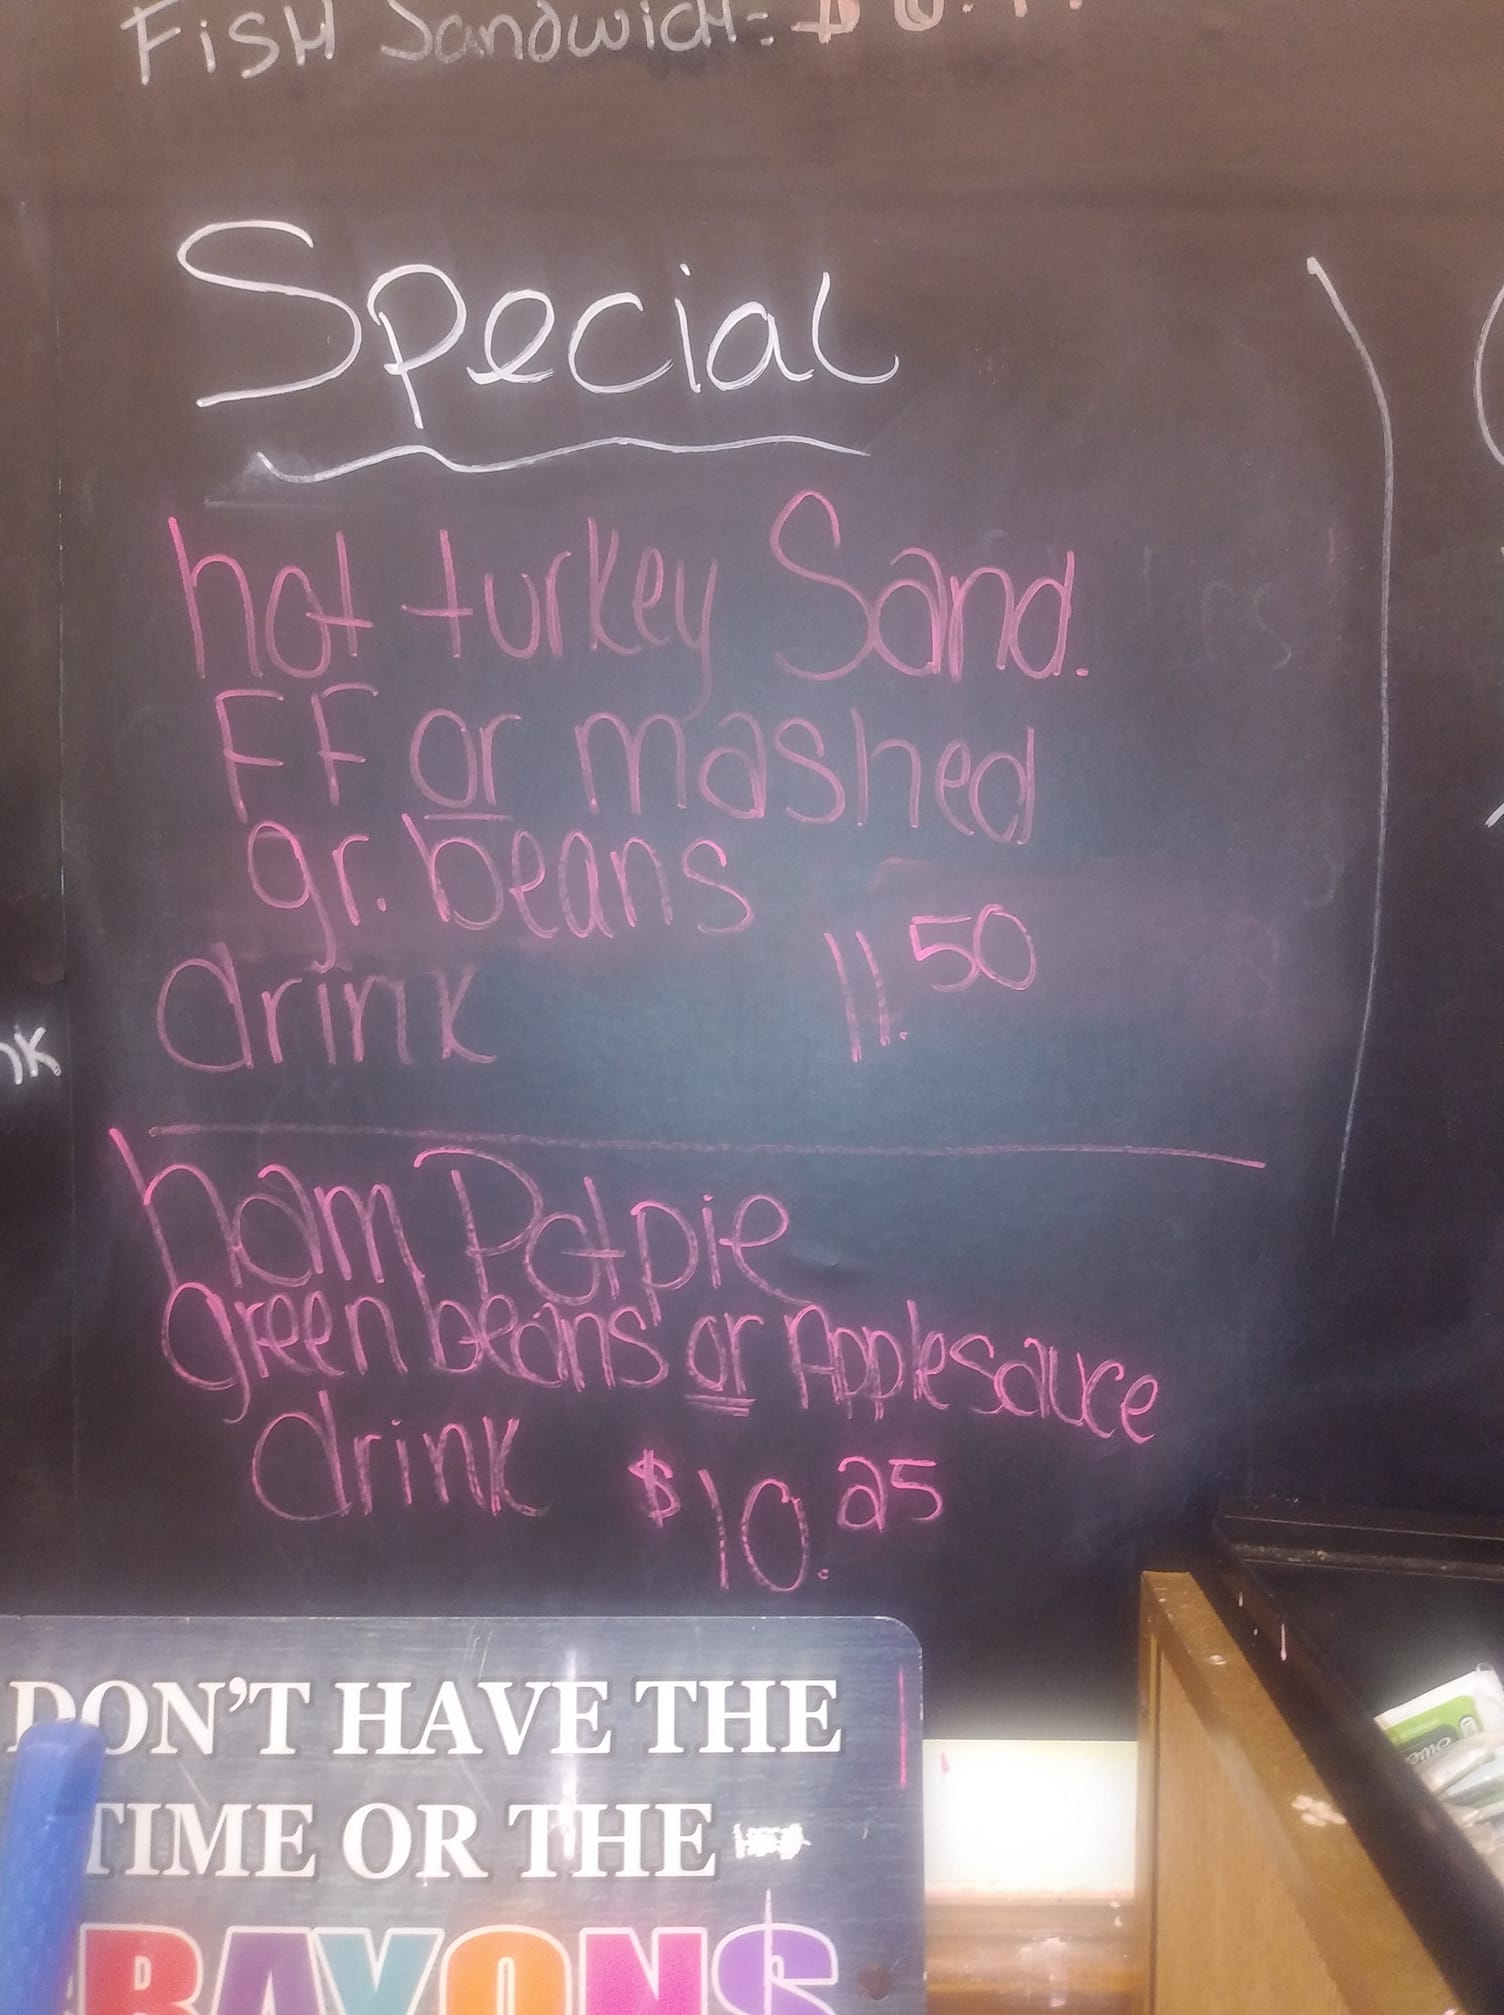 FISH Sandwich:
Special
hot turkey Sand.
FF or mashed
gr. beans
drink 11.50
ham Potpie
green beans or Applesauce
drink $10.25
DON'T HAVE THE
TIME OR THE
RAYONS